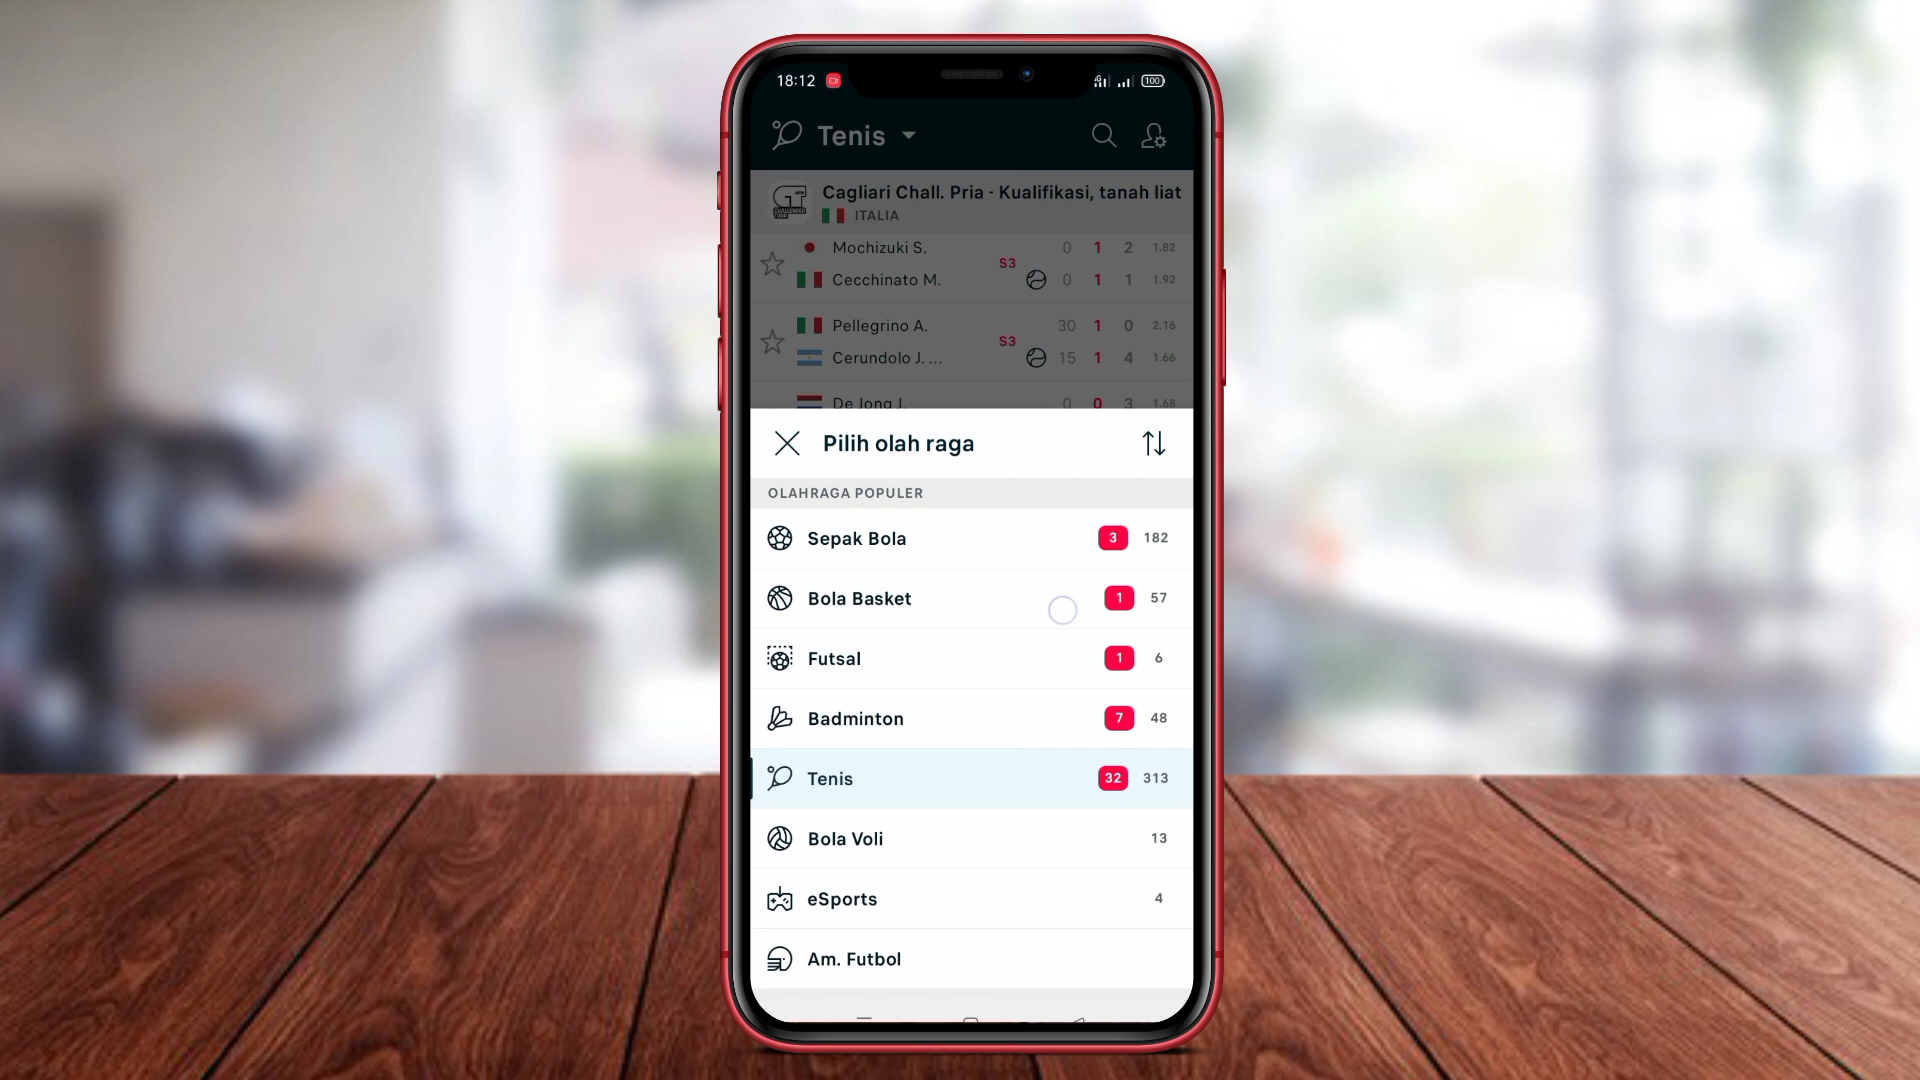 18:12
100
Tenis
Cagliari Chall. Pria - Kualifikasi, tanah liat
ITALIA
Mochizuki S. 0 1 2 1.82
S3
Cecchinato M. 0 1 1 1.92
Pellegrino A. 30 1 0 2.16
S3
Cerundolo J. ... 15 1 4 1.66
De Jong J. 0 0 3 1.68
Pilih olah raga
OLAHRAGA POPULER
Sepak Bola 3 182
Bola Basket 1 57
Futsal 1 6
Badminton 7 48
Tenis 32 313
Bola Voli 13
eSports 4
Am. Futbol